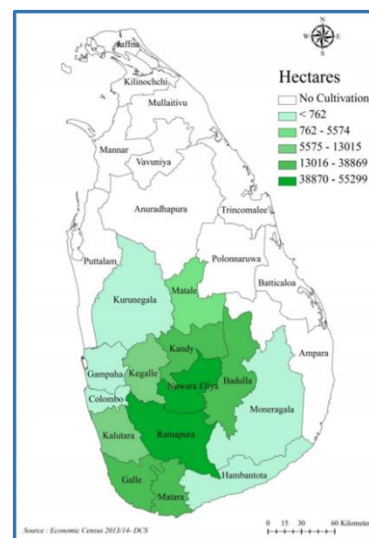 Jaffna
Kilinochchi
Mullaitivu
Mannar
Vavuniya
Anuradhapura
Trincomalee
Puttalam
Polonnaruwa
Batticaloa
Kurunegala
Matale
Ampara
Kandy
Gampaha
Kegalle
Nuwara Eliya
Badulla
Colombo
Moneragala
Kalutara
Ratnapura
Galle
Matara
Hambantota
N
W
E
S
Hectares
No Cultivation
< 762
762 - 5574
5575 - 13015
13016 - 38869
38870 - 55299
Source : Economic Census 2013/14- DCS
0 15 30 60 Kilometer